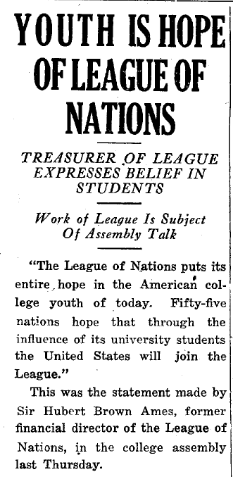 YOUTH IS HOPE
OF LEAGUE OF
NATIONS
TREASURER OF LEAGUE
EXPRESSES BELIEF IN
STUDENTS
Work of League Is Subject
Of Assembly Talk
"The League of Nations puts its
entire hope in the American col-
lege youth of today. Fifty-five
nations hope that through the
influence of its university students
the United States will join the
League."
This was the statement made by
Sir Hubert Brown Ames, former
financial director of the League of
Nations, in the college assembly
last Thursday.